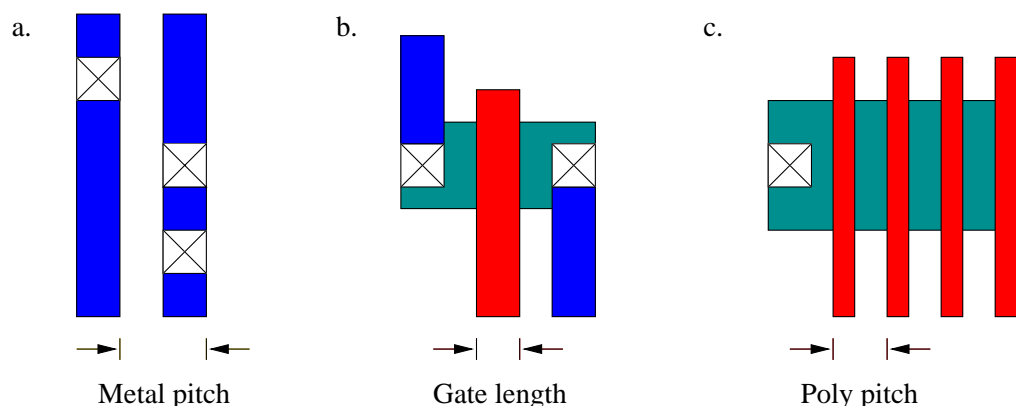 a.
b.
c.
Metal pitch
Gate length
Poly pitch